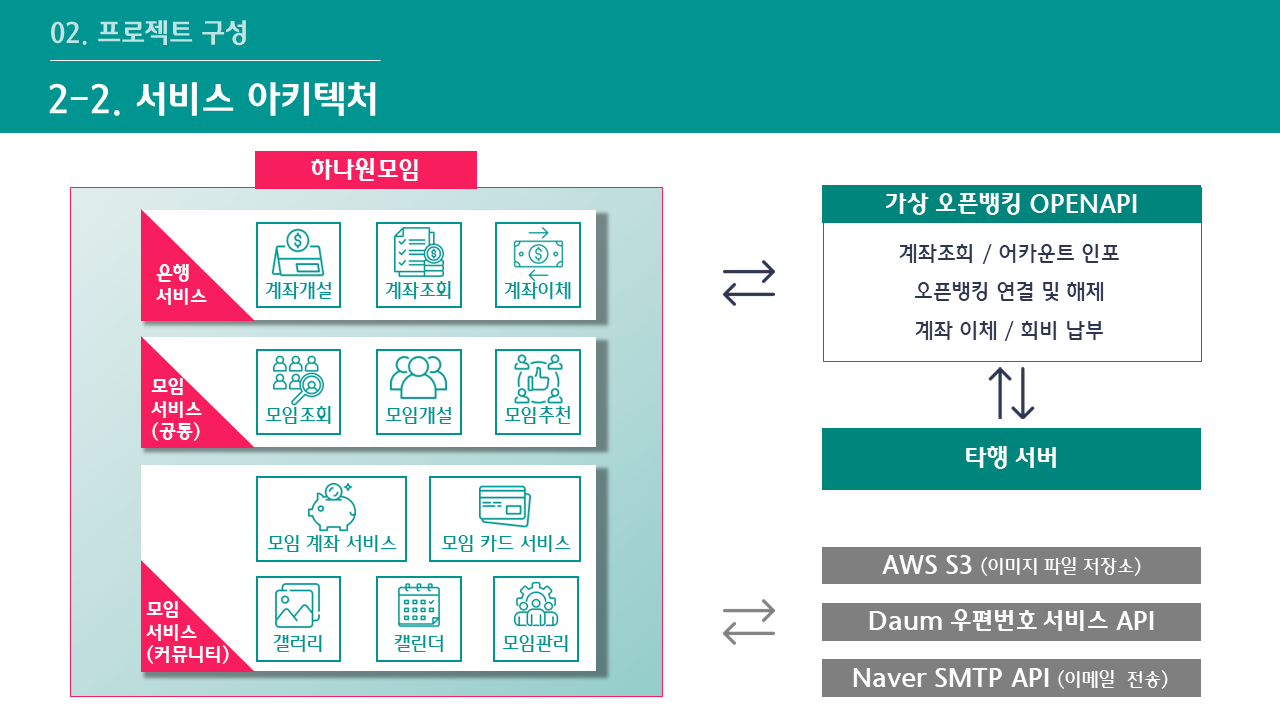 02. 프로젝트 구성
2-2. 서비스 아키텍처
하나원모임
은행
서비스
계좌개설
계좌조회
계좌이체
모임
서비스
(공통)
모임조회
모임개설
모임추천
모임 계좌 서비스
모임 카드 서비스
모임
서비스
(커뮤니티)
갤러리
캘린더
모임관리
가상 오픈뱅킹 OPENAPI
계좌조회 / 어카운트 인포
오픈뱅킹 연결 및 해제
계좌 이체 / 회비 납부
타행 서버
AWS S3 (이미지 파일 저장소)
Daum 우편번호 서비스 API
Naver SMTP API (이메일 전송)